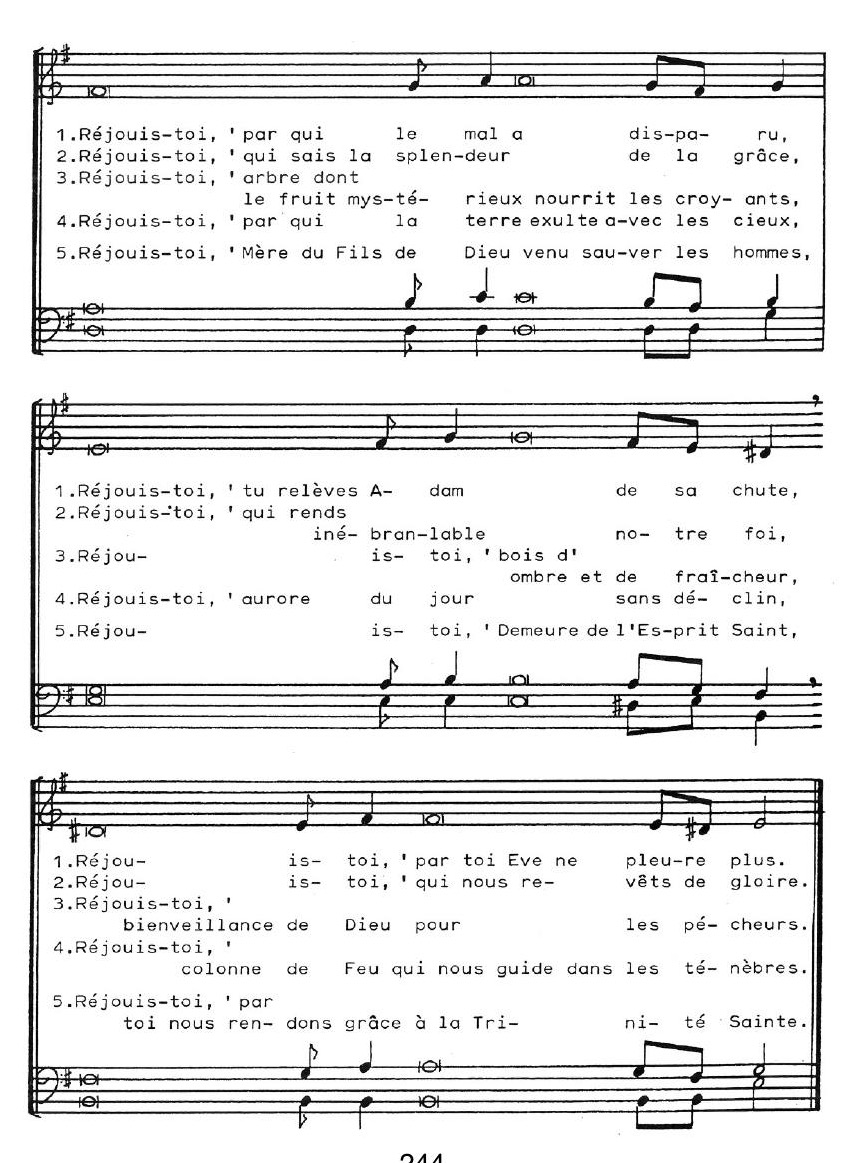 1.Réjouis-toi, ' par qui le mal a dis-pa- ru,
2.Réjouis-toi, ' qui sais la splen-deur de la grâce,
3.Réjouis-toi, ' arbre dont
le fruit mys-té- rieux nourrit les croy- ants,
4.Réjouis-toi, ' par qui la terre exulte a-vec les cieux,
5.Réjouis-toi, ' Mère du Fils de Dieu venu sau-ver les hommes,
1.Réjouis-toi, ' tu relèves A- dam de sa chute,
2.Réjouis-toi, ' qui rends
iné- bran-lable no- tre foi,
3.Réjou- is- toi, ' bois d'
ombre et de fraî-cheur,
4.Réjouis-toi, ' aurore du jour sans dé- clin,
5.Réjou- is- toi, ' Demeure de l'Es-prit Saint,
1.Réjou- is- toi, ' par toi Eve ne pleu-re plus.
2.Réjou- is- toi, ' qui nous re- vêts de gloire.
3.Réjouis-toi, '
bienveillance de Dieu pour les pé- cheurs.
4.Réjouis-toi, '
colonne de Feu qui nous guide dans les té- nèbres.
5.Réjouis-toi, ' par
toi nous ren- dons grâce à la Tri- ni- té Sainte.
244